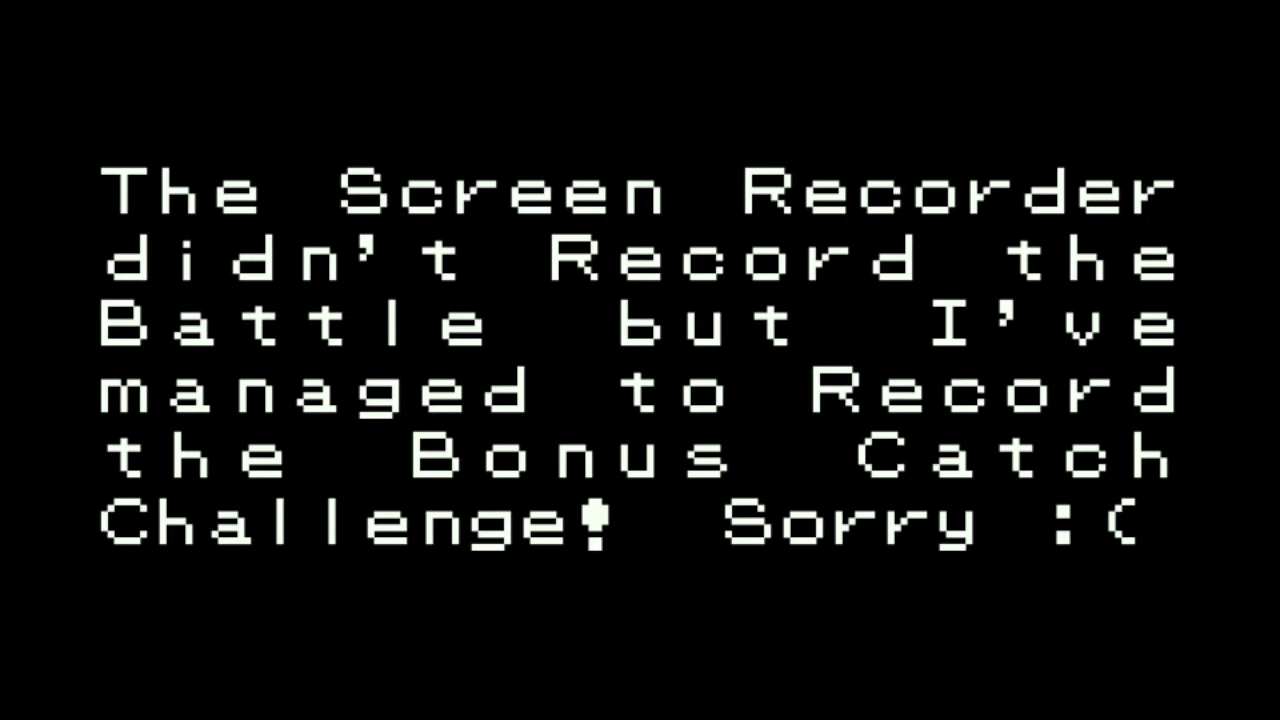 The Screen Recorder
didn't Record the
Battle but I've
managed to Record
the Bonus Catch
Challenge! Sorry :(